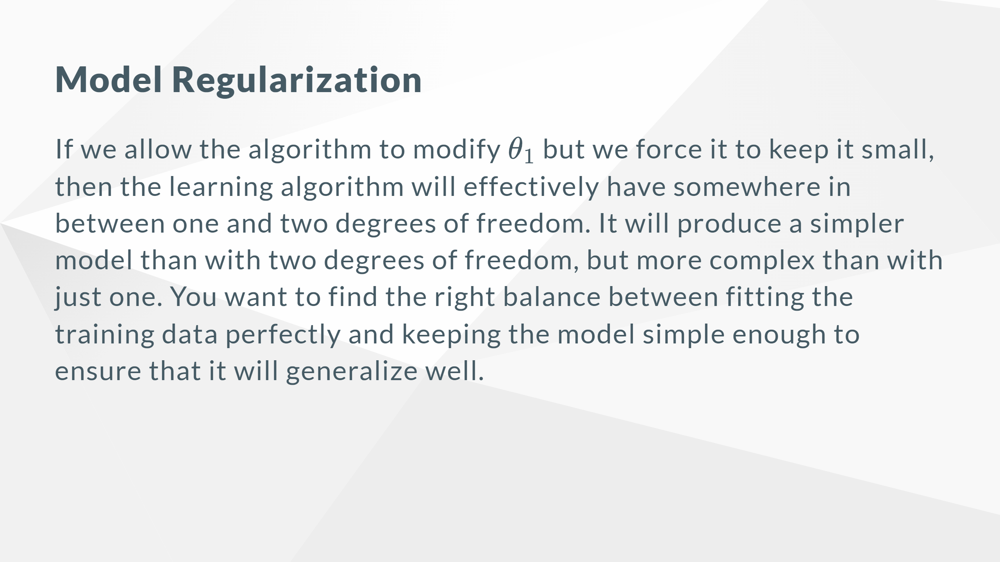 Model Regularization
If we allow the algorithm to modify θ₁ but we force it to keep it small,
then the learning algorithm will effectively have somewhere in
between one and two degrees of freedom. It will produce a simpler
model than with two degrees of freedom, but more complex than with
just one. You want to find the right balance between fitting the
training data perfectly and keeping the model simple enough to
ensure that it will generalize well.